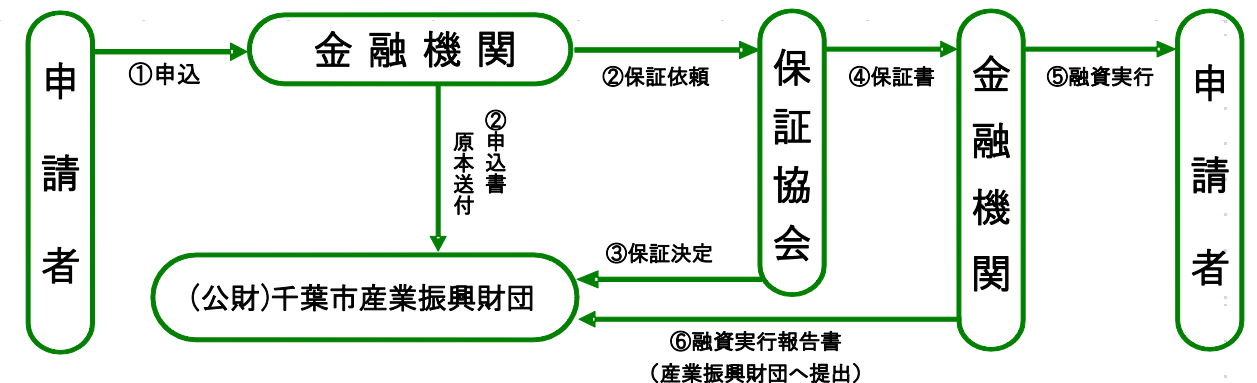 申請者
①申込
金融機関
②保証依頼
②申込書
原本送付
保証協会
④保証書
金融機関
⑤融資実行
申請者
③保証決定
(公財)千葉市産業振興財団
⑥融資実行報告書
(産業振興財団へ提出)